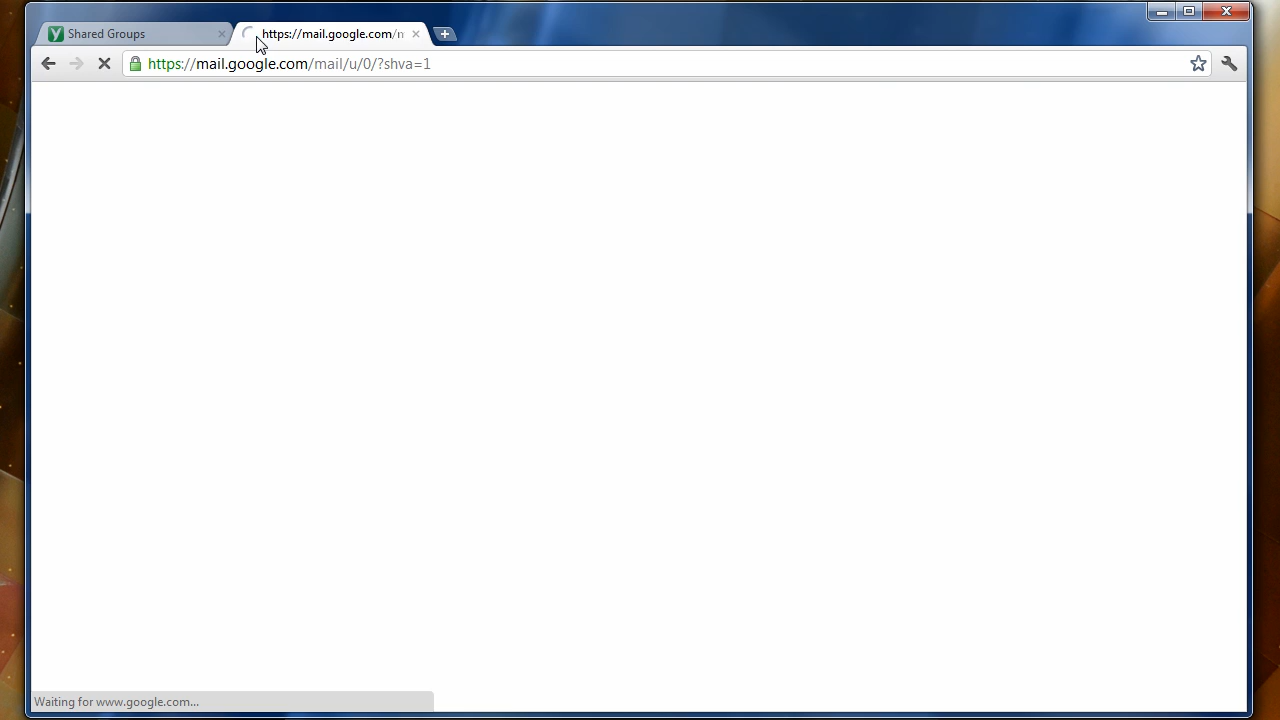 Shared Groups
https://mail.google.com/
https://mail.google.com/mail/u/0/?shva=1
Waiting for www.google.com...